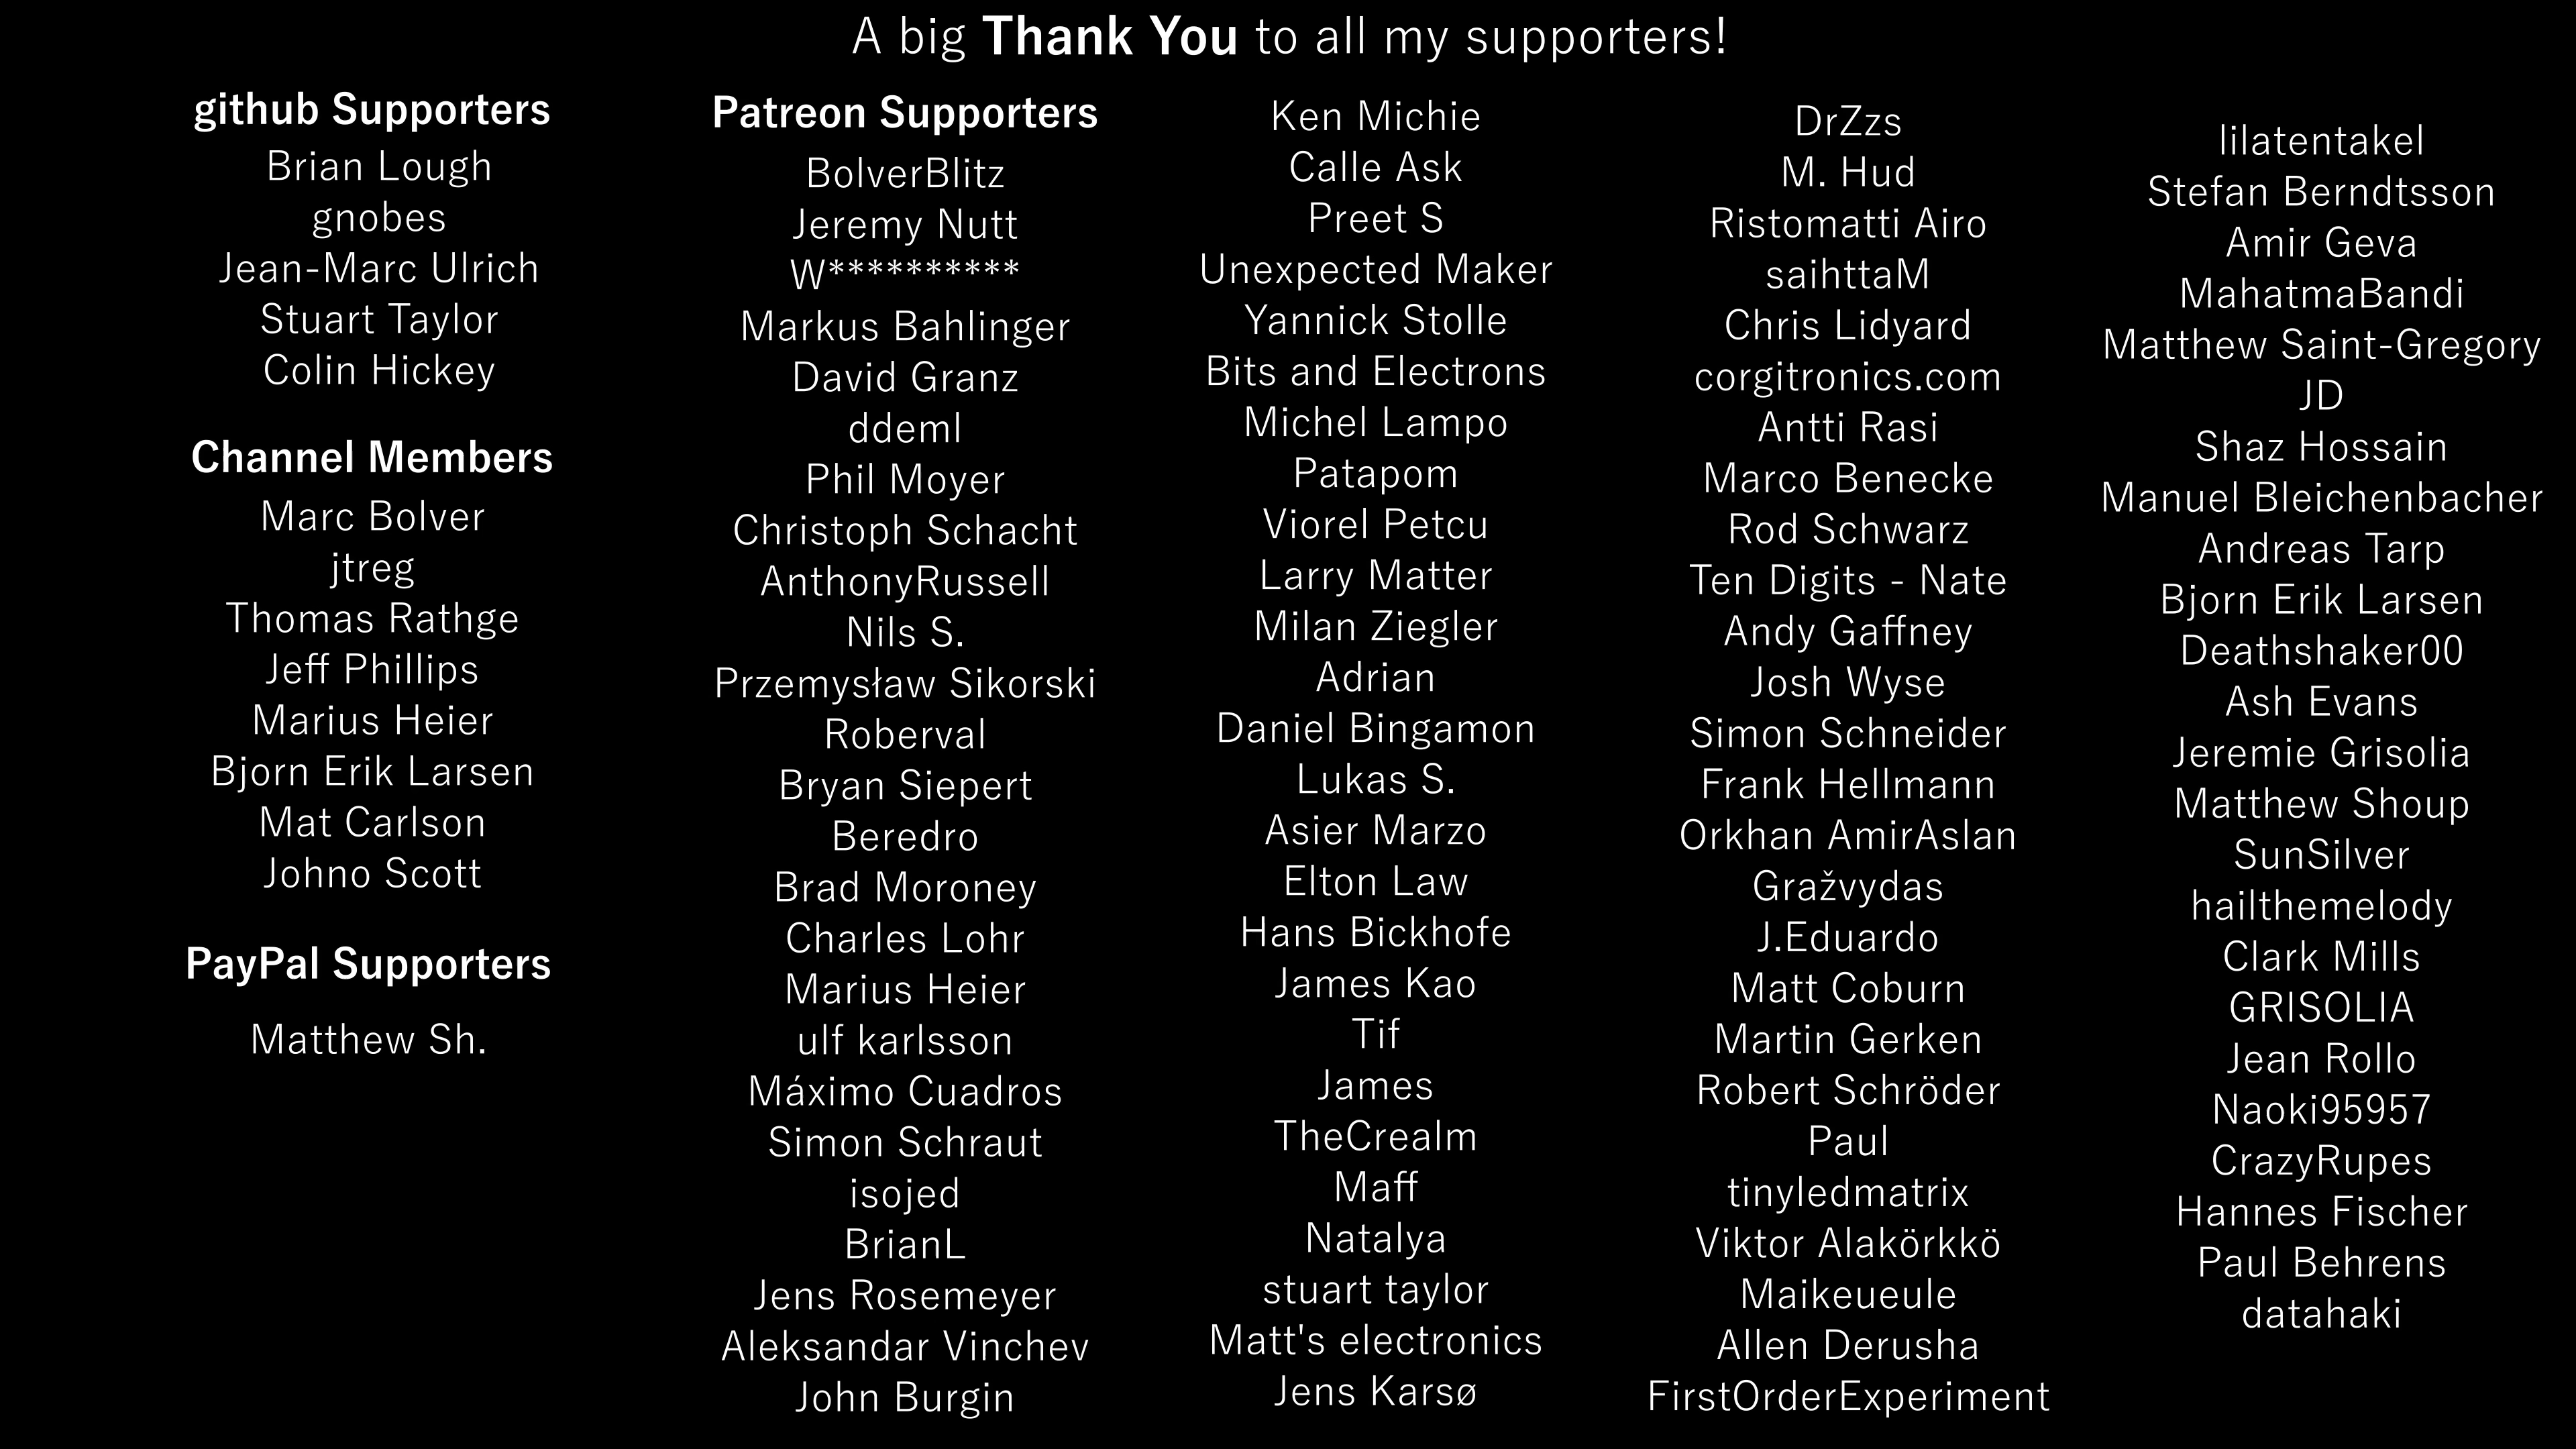 A big Thank You to all my supporters!
github Supporters
Brian Lough
gnobes
Jean-Marc Ulrich
Stuart Taylor
Colin Hickey
Channel Members
Marc Bolver
jtreg
Thomas Rathge
Jeff Phillips
Marius Heier
Bjorn Erik Larsen
Mat Carlson
Johno Scott
PayPal Supporters
Matthew Sh.
Patreon Supporters
BolverBlitz
Jeremy Nutt
W**********
Markus Bahlinger
David Granz
ddeml
Phil Moyer
Christoph Schacht
AnthonyRussell
Nils S.
Przemysław Sikorski
Roberval
Bryan Siepert
Beredro
Brad Moroney
Charles Lohr
Marius Heier
ulf karlsson
Máximo Cuadros
Simon Schraut
isojed
BrianL
Jens Rosemeyer
Aleksandar Vinchev
John Burgin
Ken Michie
Calle Ask
Preet S
Unexpected Maker
Yannick Stolle
Bits and Electrons
Michel Lampo
Patapom
Viorel Petcu
Larry Matter
Milan Ziegler
Adrian
Daniel Bingamon
Lukas S.
Asier Marzo
Elton Law
Hans Bickhofe
James Kao
Tif
James
TheCrealm
Maff
Natalya
stuart taylor
Matt's electronics
Jens Karsø
DrZzs
M. Hud
Ristomatti Airo
saihttaM
Chris Lidyard
corgitronics.com
Antti Rasi
Marco Benecke
Rod Schwarz
Ten Digits - Nate
Andy Gaffney
Josh Wyse
Simon Schneider
Frank Hellmann
Orkhan AmirAslan
Gražvydas
J.Eduardo
Matt Coburn
Martin Gerken
Robert Schröder
Paul
tinyledmatrix
Viktor Alakörkkö
Maikeueule
Allen Derusha
FirstOrderExperiment
lilatentakel
Stefan Berndtsson
Amir Geva
MahatmaBandi
Matthew Saint-Gregory
JD
Shaz Hossain
Manuel Bleichenbacher
Andreas Tarp
Bjorn Erik Larsen
Deathshaker00
Ash Evans
Jeremie Grisolia
Matthew Shoup
SunSilver
hailthemelody
Clark Mills
GRISOLIA
Jean Rollo
Naoki95957
CrazyRupes
Hannes Fischer
Paul Behrens
datahaki